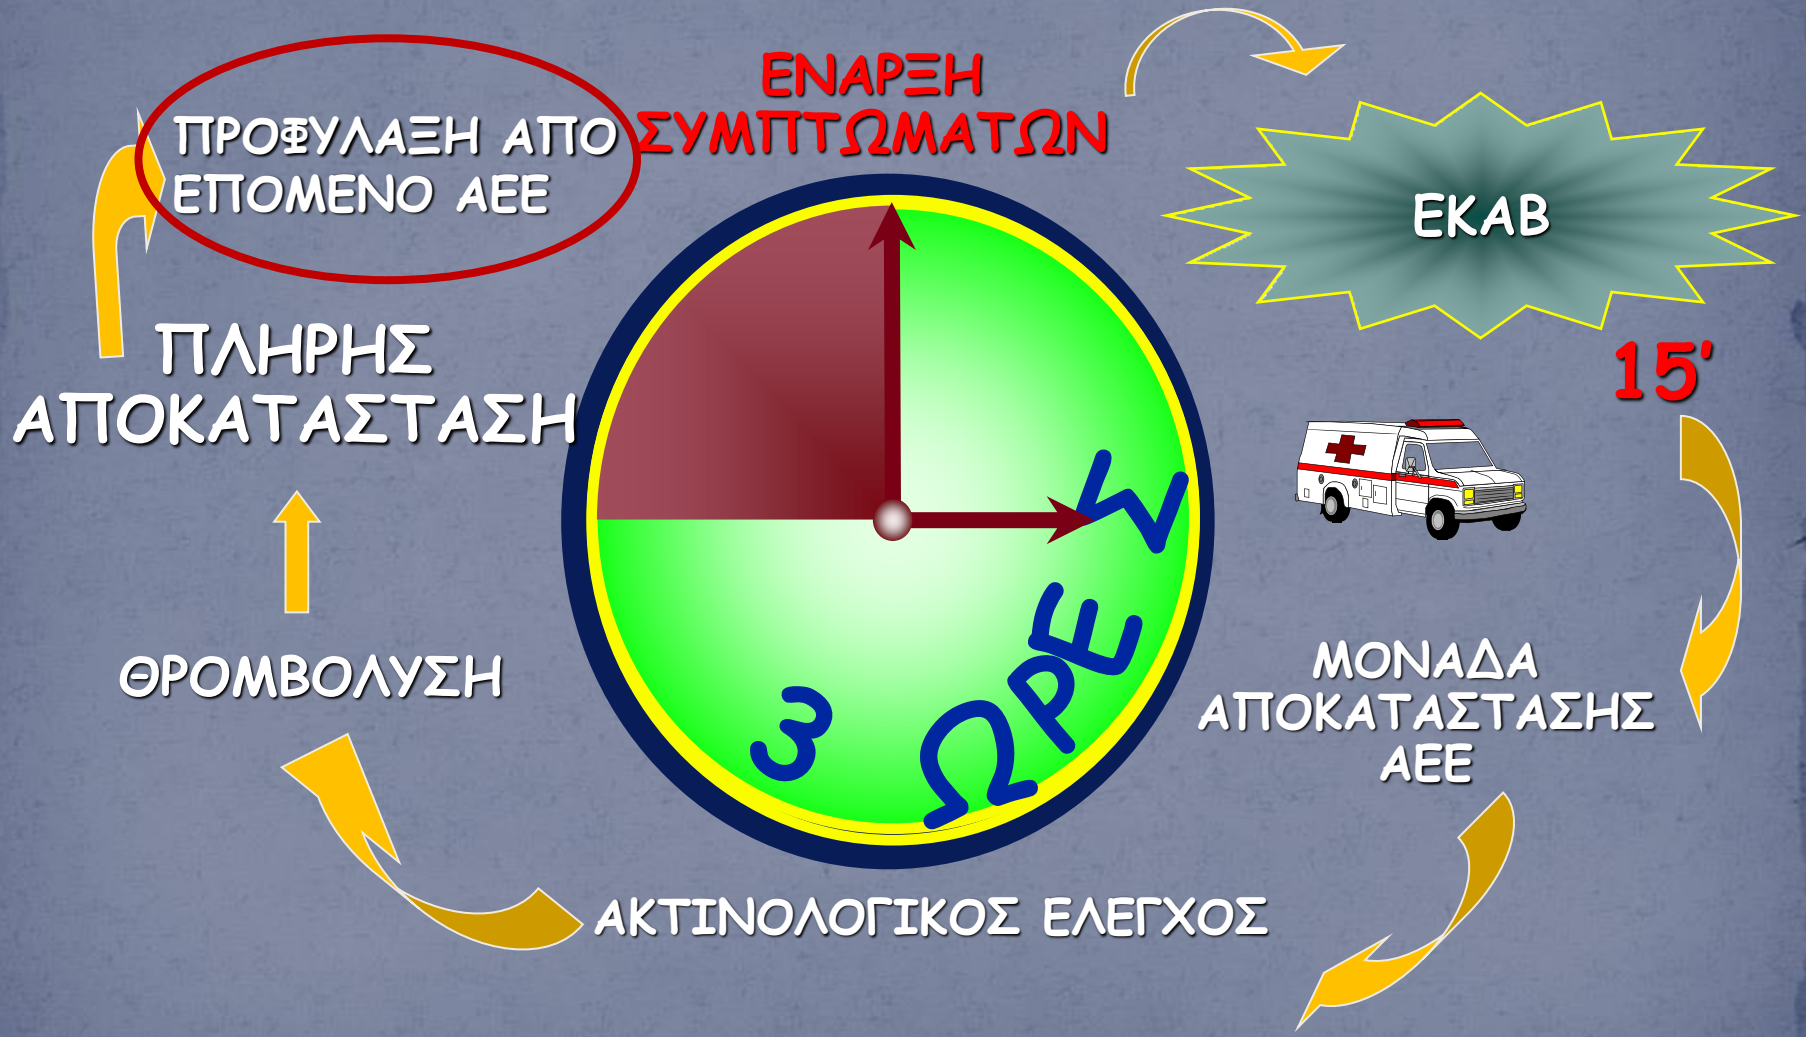 ΕΝΑΡΞΗ
ΣΥΜΠΤΩΜΑΤΩΝ
ΕΚΑΒ
15'
ΜΟΝΑΔΑ
ΑΠΟΚΑΤΑΣΤΑΣΗΣ
ΑΕΕ
ΑΚΤΙΝΟΛΟΓΙΚΟΣ ΕΛΕΓΧΟΣ
ΘΡΟΜΒΟΛΥΣΗ
ΠΛΗΡΗΣ
ΑΠΟΚΑΤΑΣΤΑΣΗ
ΠΡΟΦΥΛΑΞΗ ΑΠΟ
ΕΠΟΜΕΝΟ ΑΕΕ
3 ΩΡΕΣ